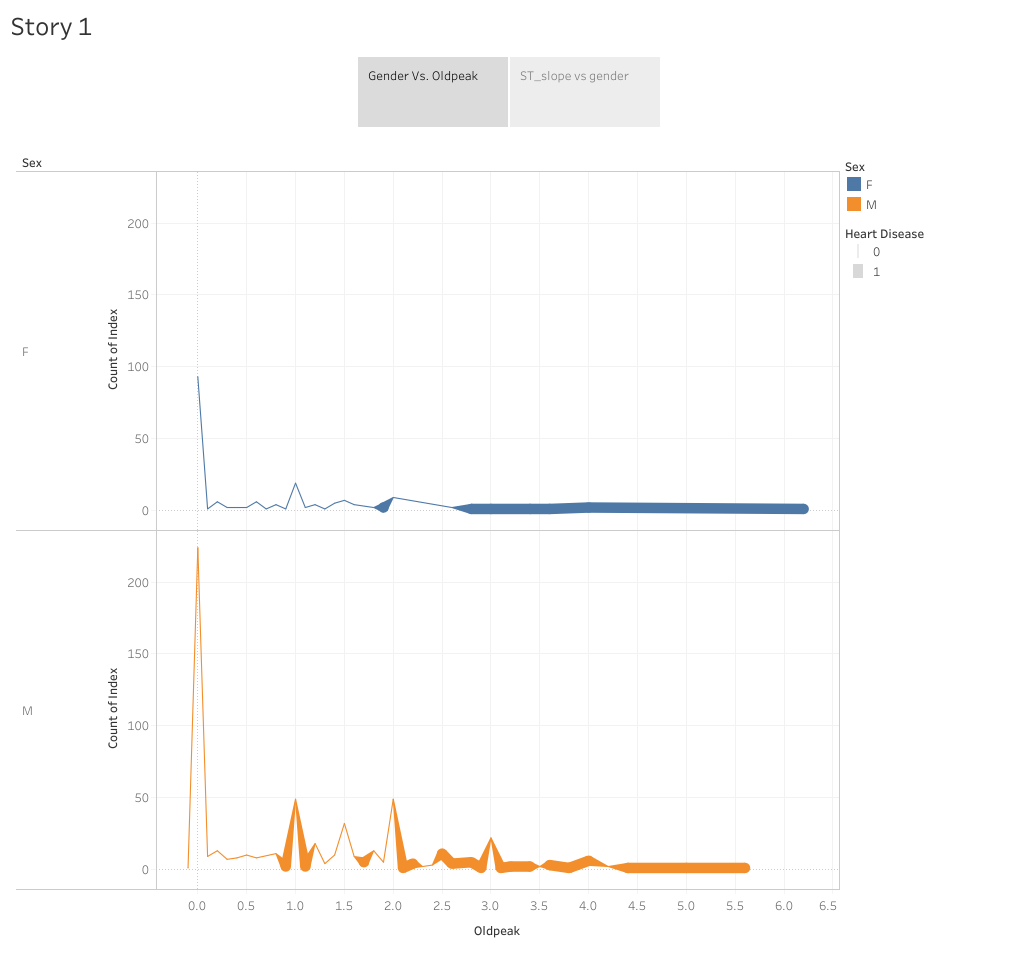 Story 1
Gender Vs. Oldpeak
ST_slope vs gender
Sex
F
Count of Index
200
150
100
50
0
M
Count of Index
200
150
100
50
0
0.0 0.5 1.0 1.5 2.0 2.5 3.0 3.5 4.0 4.5 5.0 5.5 6.0 6.5
Oldpeak
Sex
F
M
Heart Disease
0
1